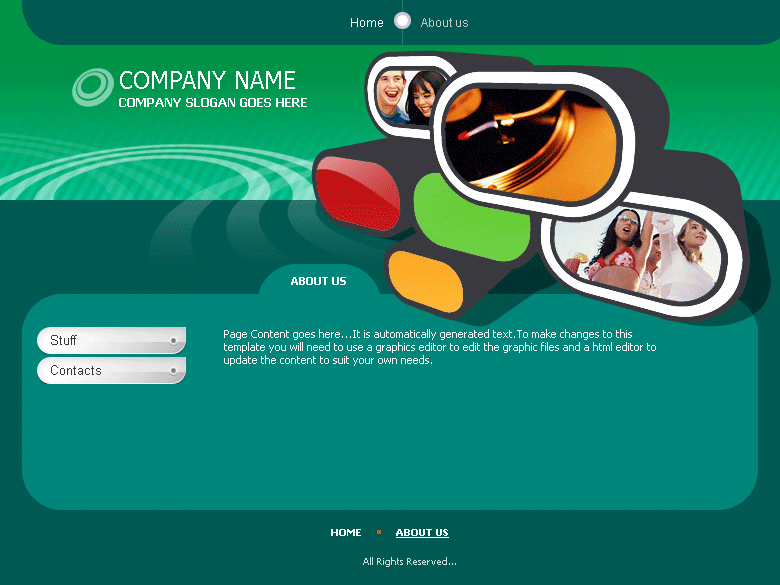 Home
About us
COMPANY NAME
COMPANY SLOGAN GOES HERE
ABOUT US
Stuff
Contacts
Page Content goes here...It is automatically generated text.To make changes to this
template you will need to use a graphics editor to edit the graphic files and a html editor to
update the content to suit your own needs.
HOME
ABOUT US
All Rights Reserved...